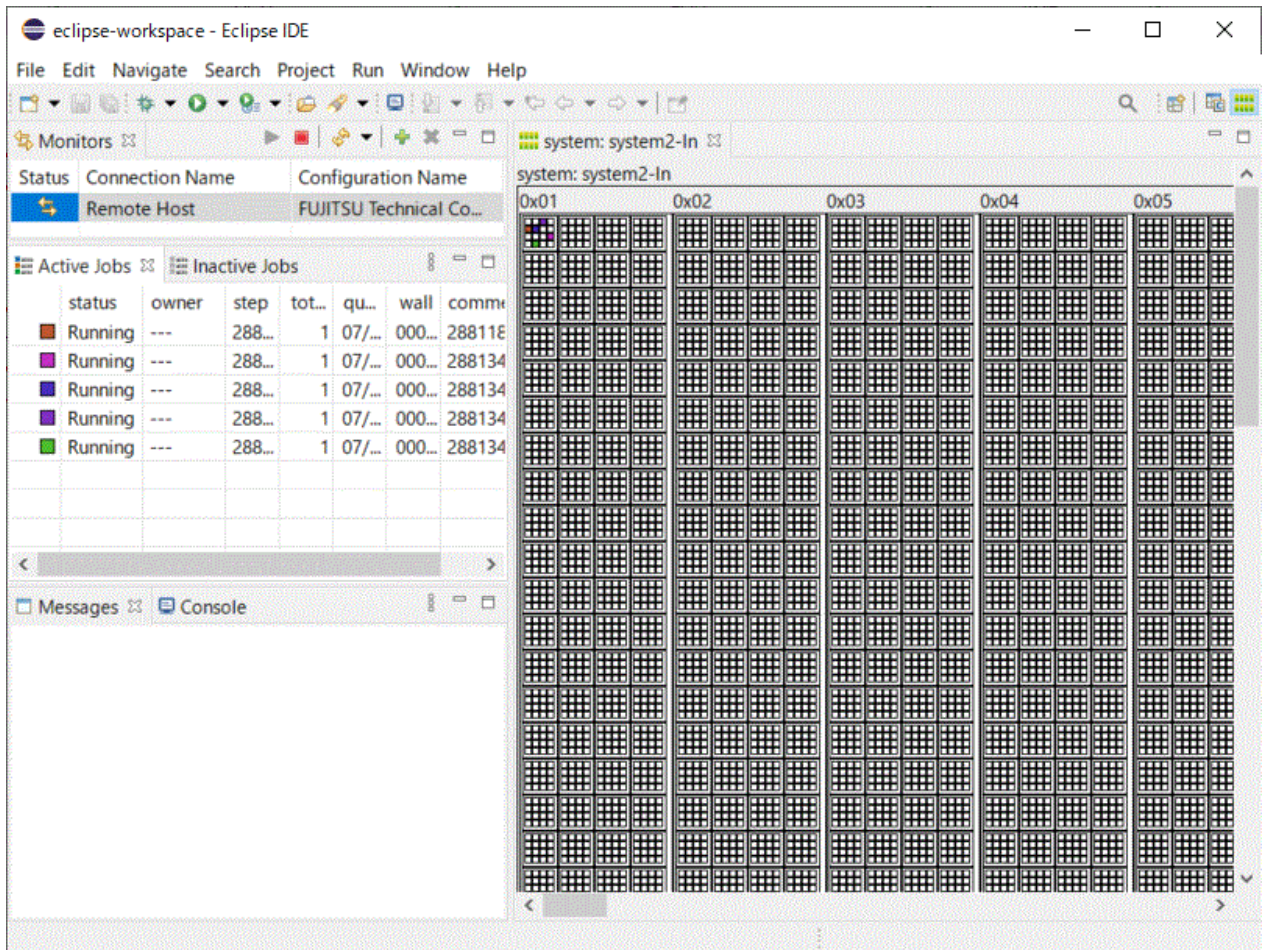 eclipse-workspace - Eclipse IDE
File Edit Navigate Search Project Run Window Help
Monitors
Status Connection Name Configuration Name
Remote Host FUJITSU Technical Co...
Active Jobs Inactive Jobs
status owner step tot... qu... wall comme
Running --- 288... 1 07/... 000... 288118
Running --- 288... 1 07/... 000... 288134
Running --- 288... 1 07/... 000... 288134
Running --- 288... 1 07/... 000... 288134
Running --- 288... 1 07/... 000... 288134
Messages Console
system: system2-ln
system: system2-ln
0x01 0x02 0x03 0x04 0x05